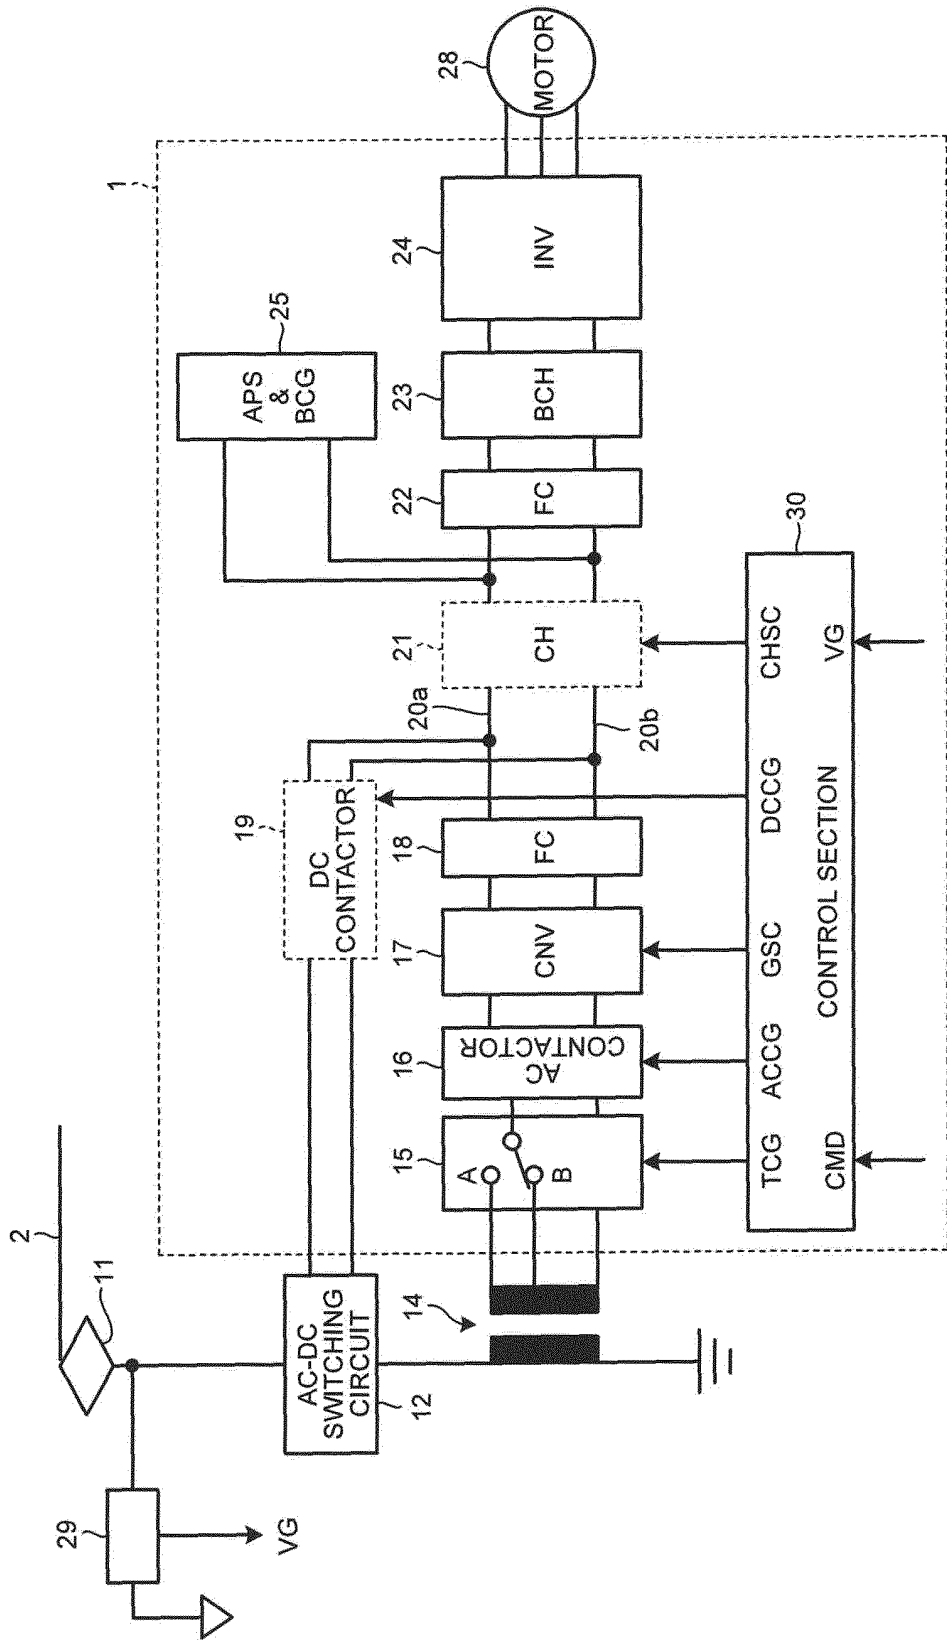 1
2
11
29
VG
AC-DC
SWITCHING
CIRCUIT
12
14
DC
CONTACTOR
19
APS
&
BCG
25
15
A
B
16
AC
CONTACTOR
17
CNV
18
FC
20a
20b
21
CH
22
FC
23
BCH
24
INV
28
MOTOR
30
TCG
ACCG
GSC
DCCG
CHSC
CONTROL SECTION
CMD
VG